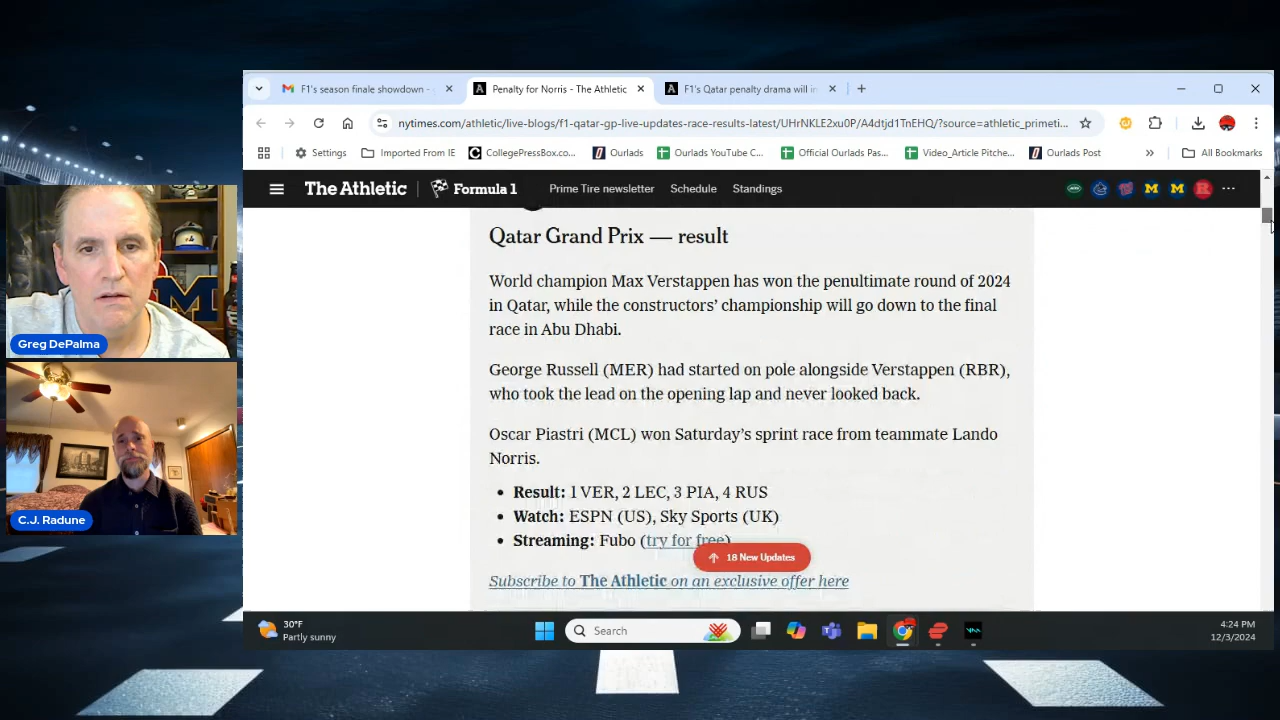 F1's season finale showdown -
Penalty for Norris - The Athletic
F1's Qatar penalty drama will in
nytimes.com/athletic/live-blogs/f1-qatar-gp-live-updates-race-results-latest/UHrNKLE2xu0P/A4dtjd1TnEHQ/?source=athletic_primeti...
Settings
Imported From IE
CollegePressBox.co...
Ourlads
Ourlads YouTube C...
Official Ourlads Pas...
Video_Article Pitche...
Ourlads Post
»
All Bookmarks
The Athletic
Formula 1
Prime Tire newsletter
Schedule
Standings
Qatar Grand Prix — result
World champion Max Verstappen has won the penultimate round of 2024
in Qatar, while the constructors' championship will go down to the final
race in Abu Dhabi.
George Russell (MER) had started on pole alongside Verstappen (RBR),
who took the lead on the opening lap and never looked back.
Oscar Piastri (MCL) won Saturday's sprint race from teammate Lando
Norris.
• Result: 1 VER, 2 LEC, 3 PIA, 4 RUS
• Watch: ESPN (US), Sky Sports (UK)
• Streaming: Fubo (try for free)
18 New Updates
Subscribe to The Athletic on an exclusive offer here
Greg DePalma
C.J. Radune
30°F
Partly sunny
Search
4:24 PM
12/3/2024